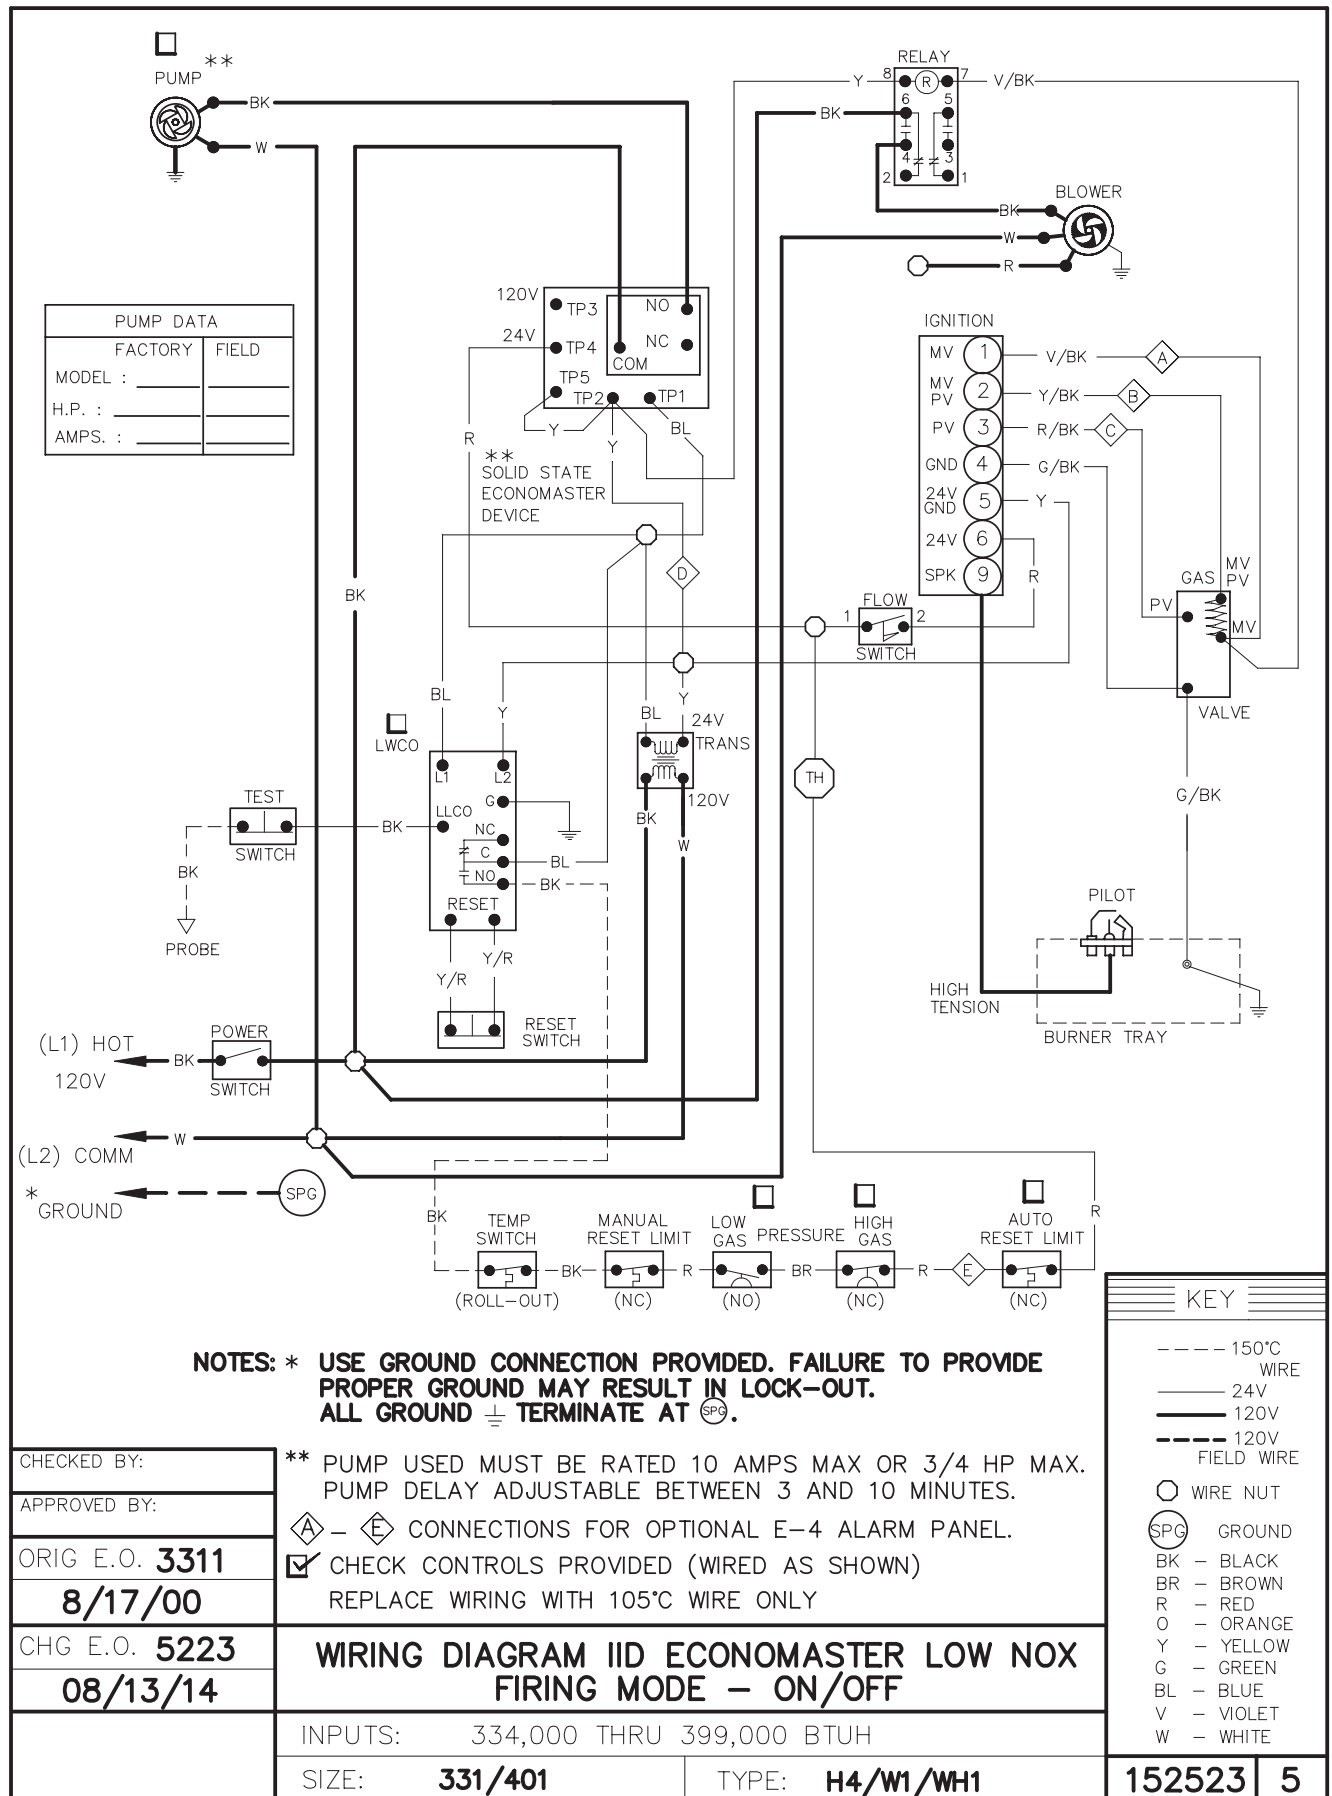 PUMP **
BK
W
RELAY
8 R 7
Y
V/BK
6 5
BK
4 3
2 1
BLOWER
BK
W
R
PUMP DATA
FACTORY FIELD
MODEL :
H.P. :
AMPS. :
120V TP3 NO
24V TP4 COM NC
TP5
TP2 TP1
Y
Y
BL
R
**
SOLID STATE
ECONOMASTER
DEVICE
D
BK
IGNITION
MV 1 V/BK A
MV
PV 2 Y/BK B
PV 3 R/BK C
GND 4 G/BK
24V
GND 5 Y
24V 6
SPK 9
R
GAS MV
PV
PV
MV
VALVE
FLOW
1 2
SWITCH
BL
Y
BL
Y
24V
TRANS
120V
BK
W
TH
LWCO
L1 L2
G
LLCO
NC
C
NO
RESET
BL
BK
TEST
SWITCH
BK
BK
PROBE
Y/R
Y/R
RESET
SWITCH
G/BK
PILOT
HIGH
TENSION
BURNER TRAY
(L1) HOT
120V
BK
POWER
SWITCH
(L2) COMM
W
*
GROUND
SPG
BK
TEMP
SWITCH
(ROLL-OUT)
BK
MANUAL
RESET LIMIT
(NC)
R
LOW
GAS
PRESSURE
(NO)
BR
HIGH
GAS
(NC)
R
E
AUTO
RESET LIMIT
(NC)
R
NOTES: * USE GROUND CONNECTION PROVIDED. FAILURE TO PROVIDE
PROPER GROUND MAY RESULT IN LOCK-OUT.
ALL GROUND TERMINATE AT SPG.
** PUMP USED MUST BE RATED 10 AMPS MAX OR 3/4 HP MAX.
PUMP DELAY ADJUSTABLE BETWEEN 3 AND 10 MINUTES.
A - E CONNECTIONS FOR OPTIONAL E-4 ALARM PANEL.
CHECK CONTROLS PROVIDED (WIRED AS SHOWN)
REPLACE WIRING WITH 105°C WIRE ONLY
KEY
150°C
WIRE
24V
120V
120V
FIELD WIRE
WIRE NUT
SPG GROUND
BK - BLACK
BR - BROWN
R - RED
O - ORANGE
Y - YELLOW
G - GREEN
BL - BLUE
V - VIOLET
W - WHITE
CHECKED BY:
APPROVED BY:
ORIG E.O. 3311
8/17/00
CHG E.O. 5223
08/13/14
WIRING DIAGRAM IID ECONOMASTER LOW NOX
FIRING MODE - ON/OFF
INPUTS: 334,000 THRU 399,000 BTUH
SIZE: 331/401
TYPE: H4/W1/WH1
152523 5